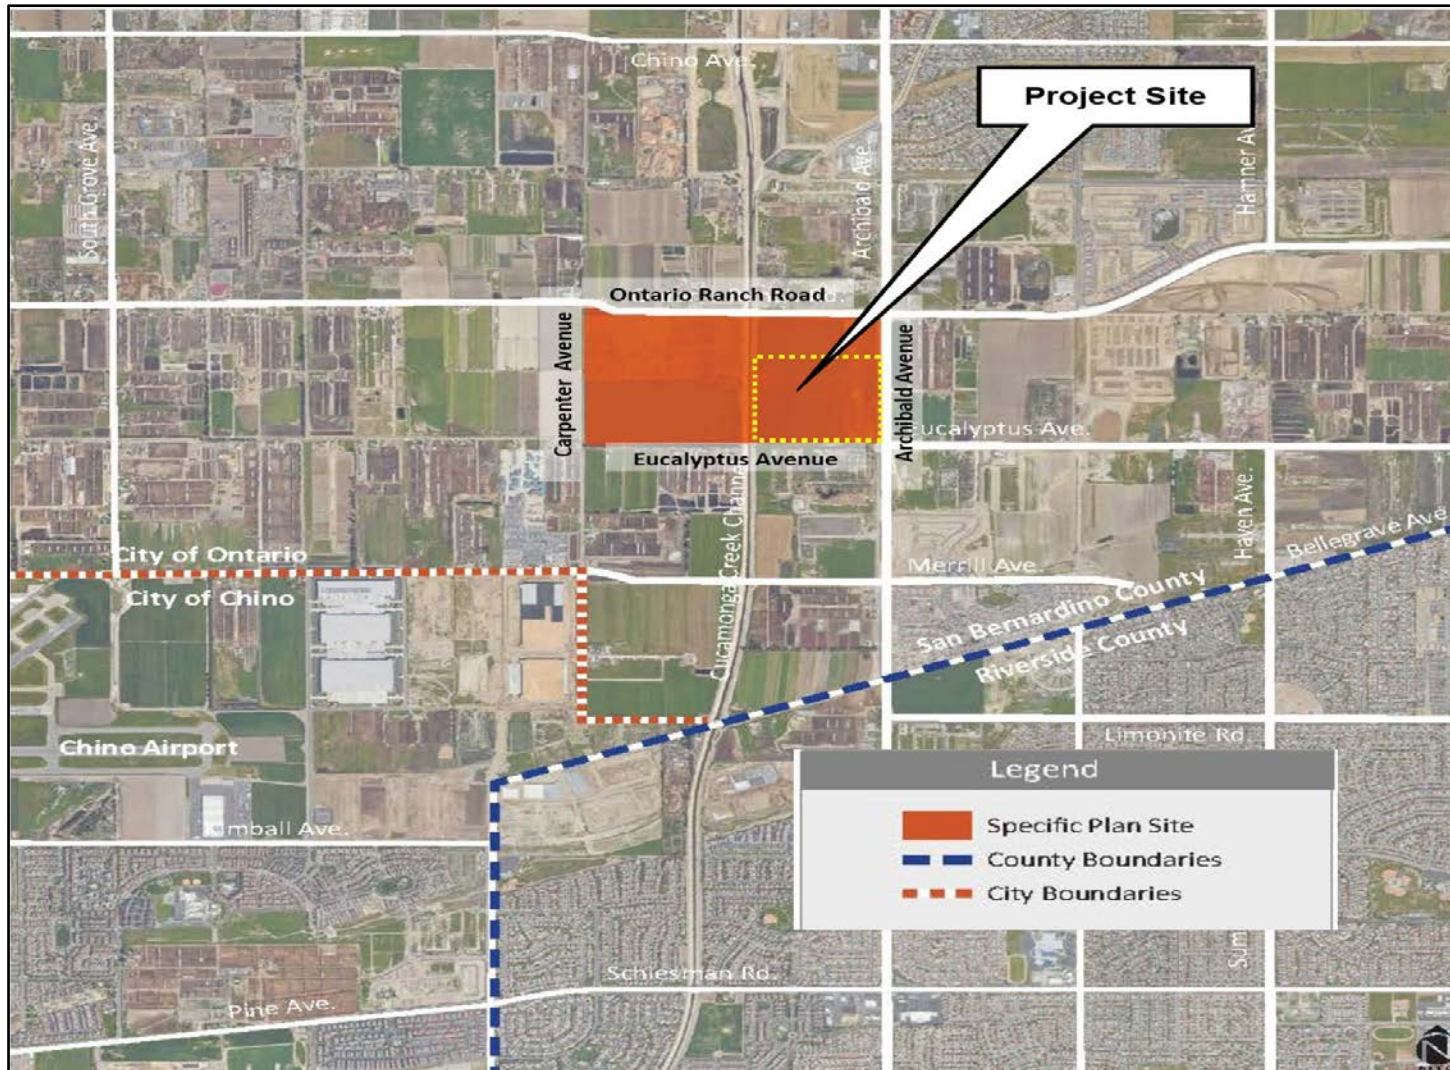 Chino Ave.
Project Site
South Grove Ave.
Archibald Ave.
Hamner Av
Ontario Ranch Road
Carpenter Avenue
Archibald Avenue
Eucalyptus Ave.
Eucalyptus Avenue
Cucamonga Creek Channel
Haven Ave.
Bellegrave Ave
City of Ontario
City of Chino
Merrill Ave.
San Bernardino County
Riverside County
Chino Airport
Limonite Rd.
Legend
Specific Plan Site
County Boundaries
City Boundaries
Kimball Ave.
Schiesman Rd.
Sum
Pine Ave.